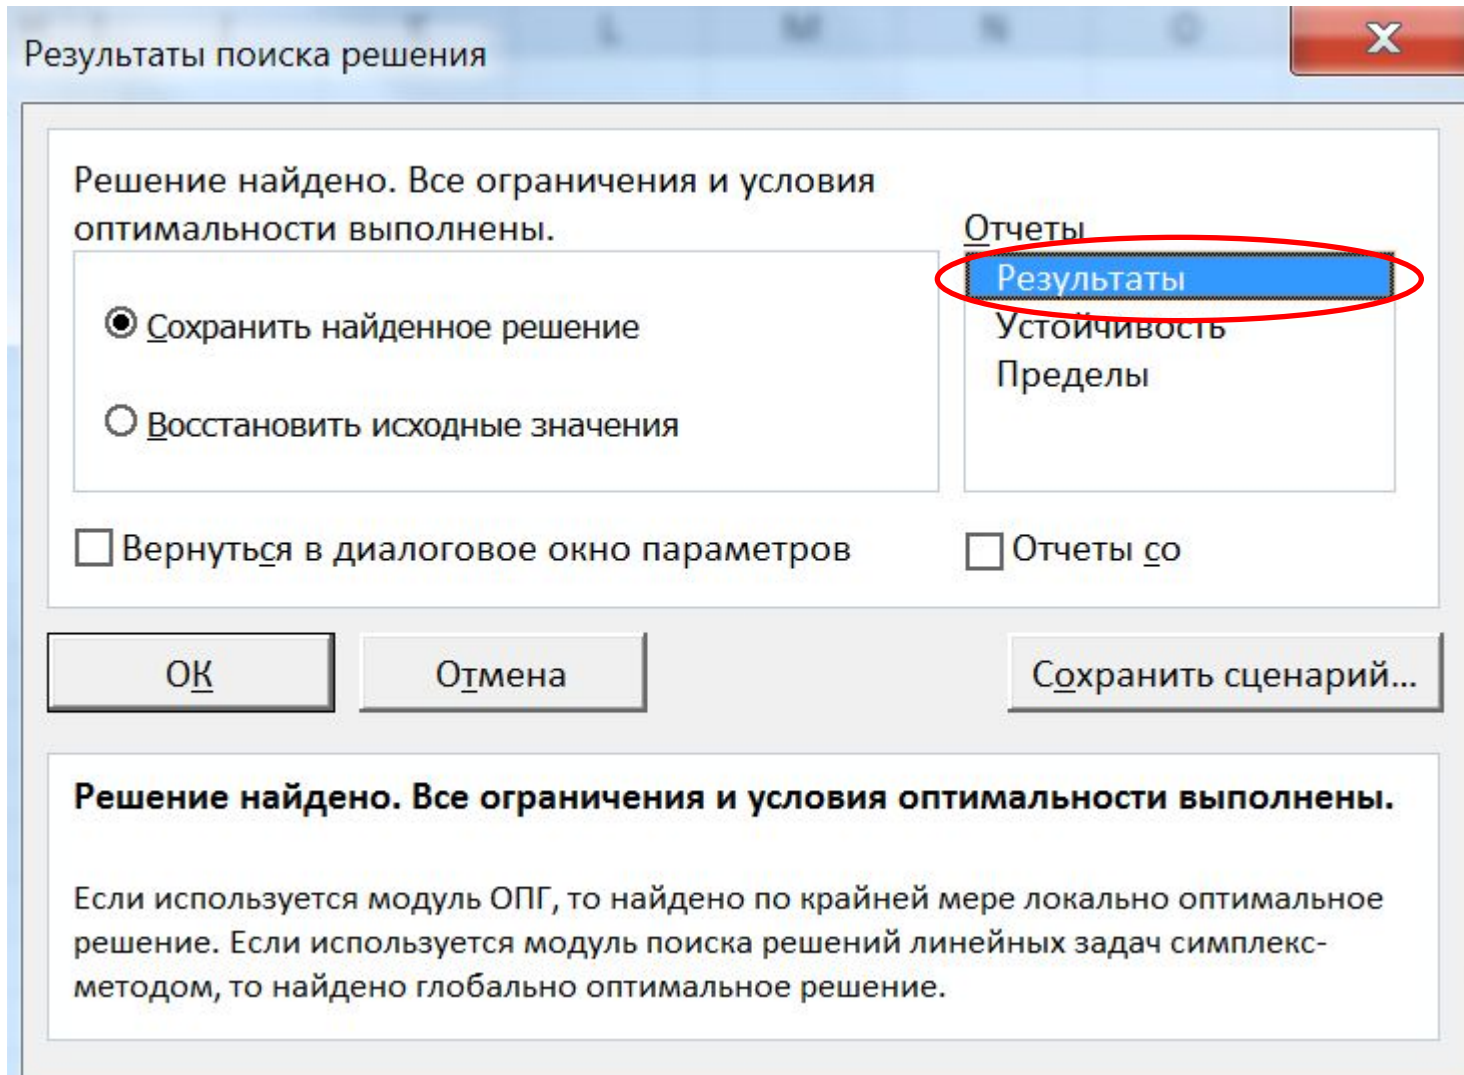 Результаты поиска решения
Решение найдено. Все ограничения и условия
оптимальности выполнены.
Отчеты
Результаты
Сохранить найденное решение
Устойчивость
Пределы
Восстановить исходные значения
Вернуться в диалоговое окно параметров
Отчеты со
ОК
Отмена
Сохранить сценарий...
Решение найдено. Все ограничения и условия оптимальности выполнены.
Если используется модуль ОПГ, то найдено по крайней мере локально оптимальное
решение. Если используется модуль поиска решений линейных задач симплекс-
методом, то найдено глобально оптимальное решение.